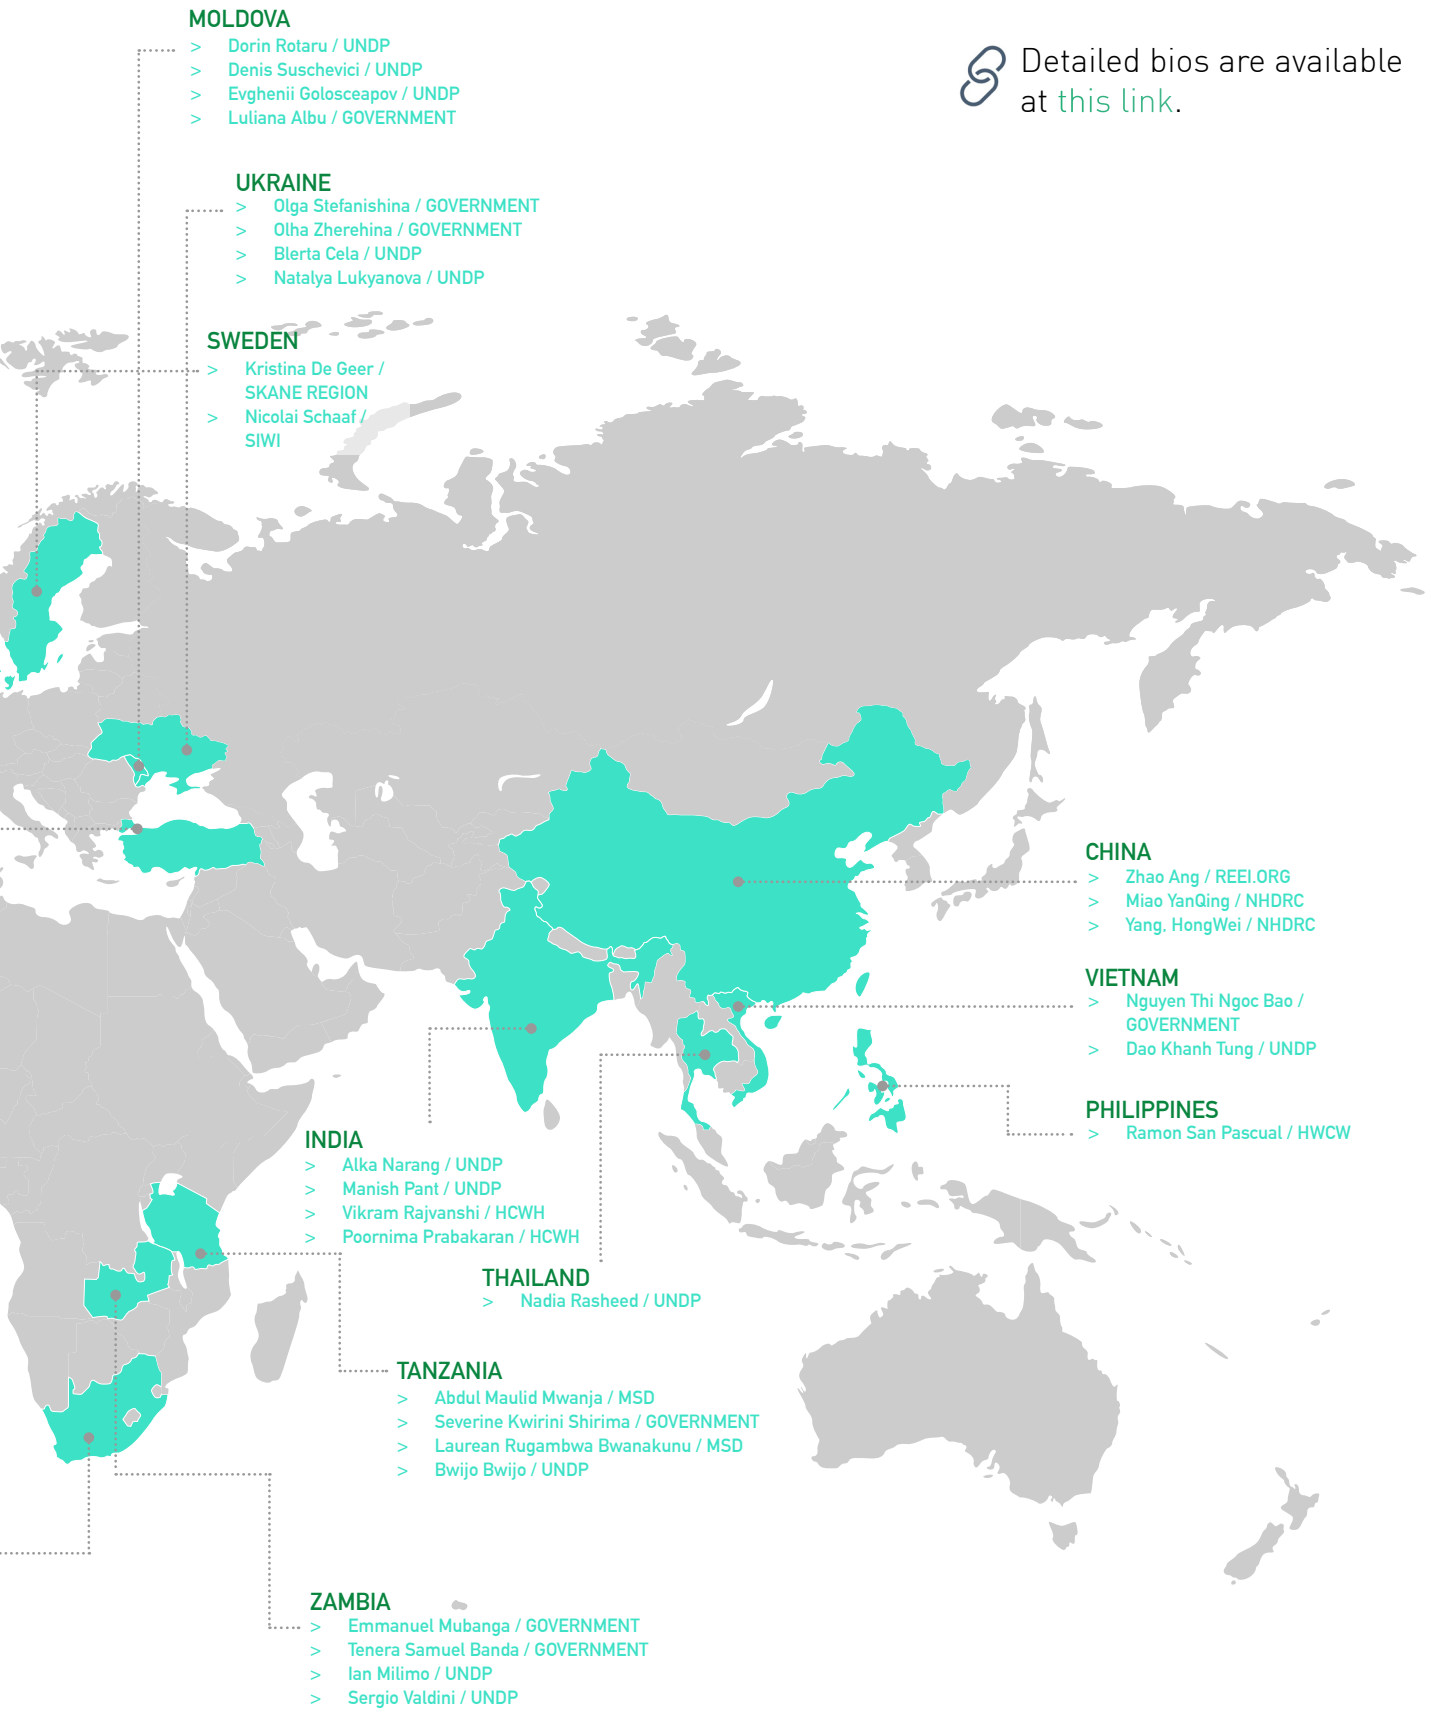 MOLDOVA
> Dorin Rotaru / UNDP
> Denis Suschevici / UNDP
> Evghenii Golosceapov / UNDP
> Luliana Albu / GOVERNMENT
Detailed bios are available
at this link.
UKRAINE
> Olga Stefanishina / GOVERNMENT
> Olha Zherehina / GOVERNMENT
> Blerta Cela / UNDP
> Natalya Lukyanova / UNDP
SWEDEN
> Kristina De Geer /
SKANE REGION
> Nicolai Schaaf /
SIWI
CHINA
> Zhao Ang / REEI.ORG
> Miao YanQing / NHDRC
> Yang. HongWei / NHDRC
VIETNAM
> Nguyen Thi Ngoc Bao /
GOVERNMENT
> Dao Khanh Tung / UNDP
PHILIPPINES
> Ramon San Pascual / HWCW
INDIA
> Alka Narang / UNDP
> Manish Pant / UNDP
> Vikram Rajvanshi / HCWH
> Poornima Prabakaran / HCWH
THAILAND
> Nadia Rasheed / UNDP
TANZANIA
> Abdul Maulid Mwanja / MSD
> Severine Kwirini Shirima / GOVERNMENT
> Laurean Rugambwa Bwanakunu / MSD
> Bwijo Bwijo / UNDP
ZAMBIA
> Emmanuel Mubanga / GOVERNMENT
> Tenera Samuel Banda / GOVERNMENT
> Ian Milimo / UNDP
> Sergio Valdini / UNDP